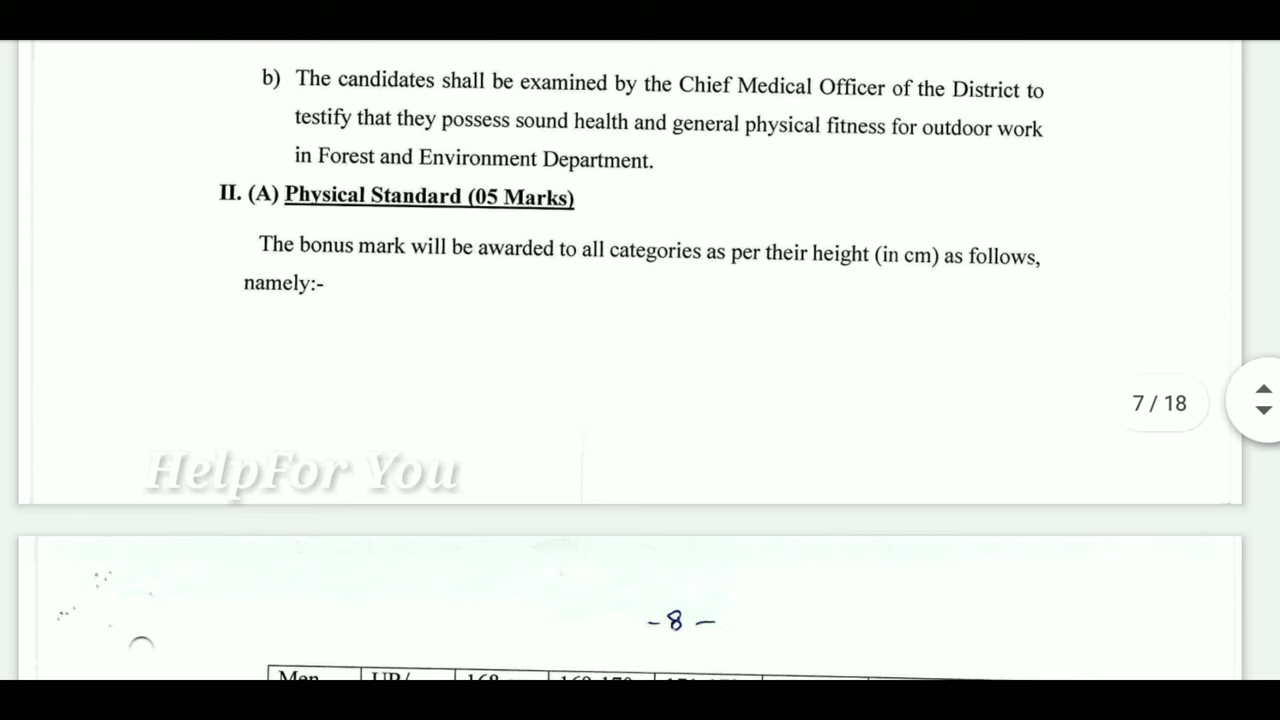 b) The candidates shall be examined by the Chief Medical Officer of the District to
testify that they possess sound health and general physical fitness for outdoor work
in Forest and Environment Department.
II. (A) Physical Standard (05 Marks)
The bonus mark will be awarded to all categories as per their height (in cm) as follows,
namely:-
7 / 18
HelpFor You
-8-
Men UR/ 168